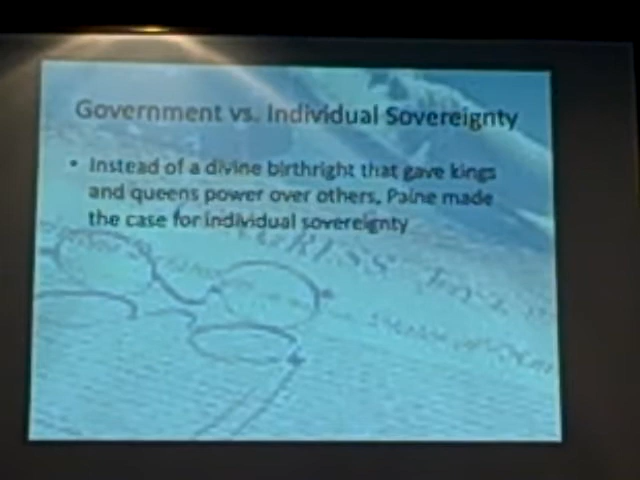 Government vs. Individual Sovereignty
• Instead of a divine birthright that gave kings
and queens power over others, Paine made
the case for individual sovereignty